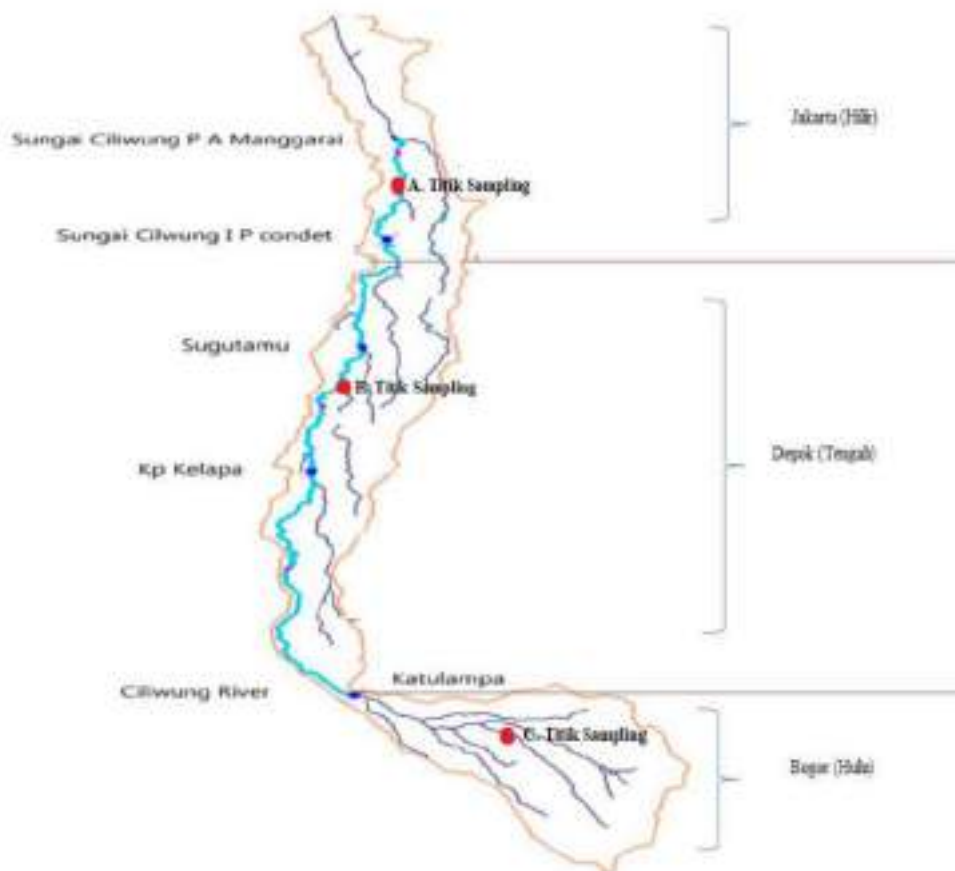 Jakarta (Hilir)
Sungai Ciliwung P A Manggarai
A. Titik Sampling
Sungai Cilwung I P condet
Sugutamu
B. Titik Sampling
Depok (Tengah)
Kp Kelapa
Katulampa
Ciliwung River
C. Titik Sampling
Bogor (Hulu)